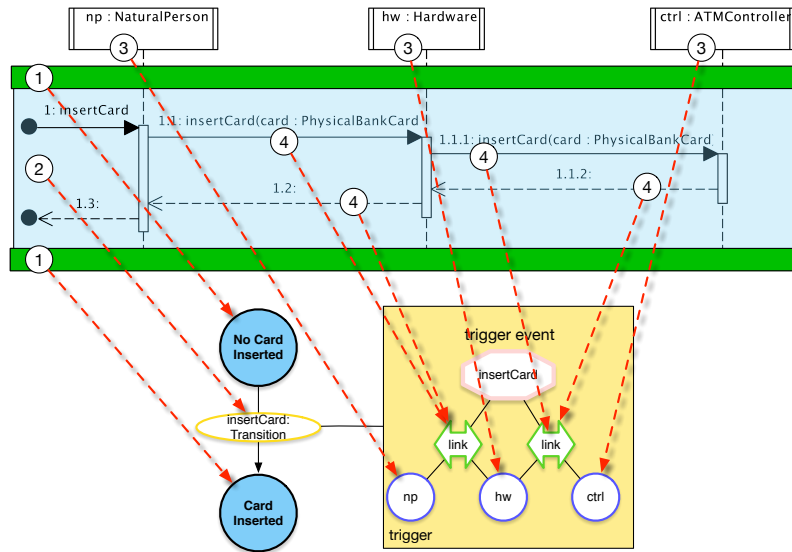 np : NaturalPerson
hw : Hardware
ctrl : ATMController
3
3
3
1
1: insertCard
1.1: insertCard(card : PhysicalBankCard
4
1.1.1: insertCard(card : PhysicalBankCard
4
2
1.2:
4
1.1.2:
4
1.3:
1
No Card
Inserted
trigger event
insertCard
insertCard:
Transition
link
link
Card
Inserted
np
hw
ctrl
trigger